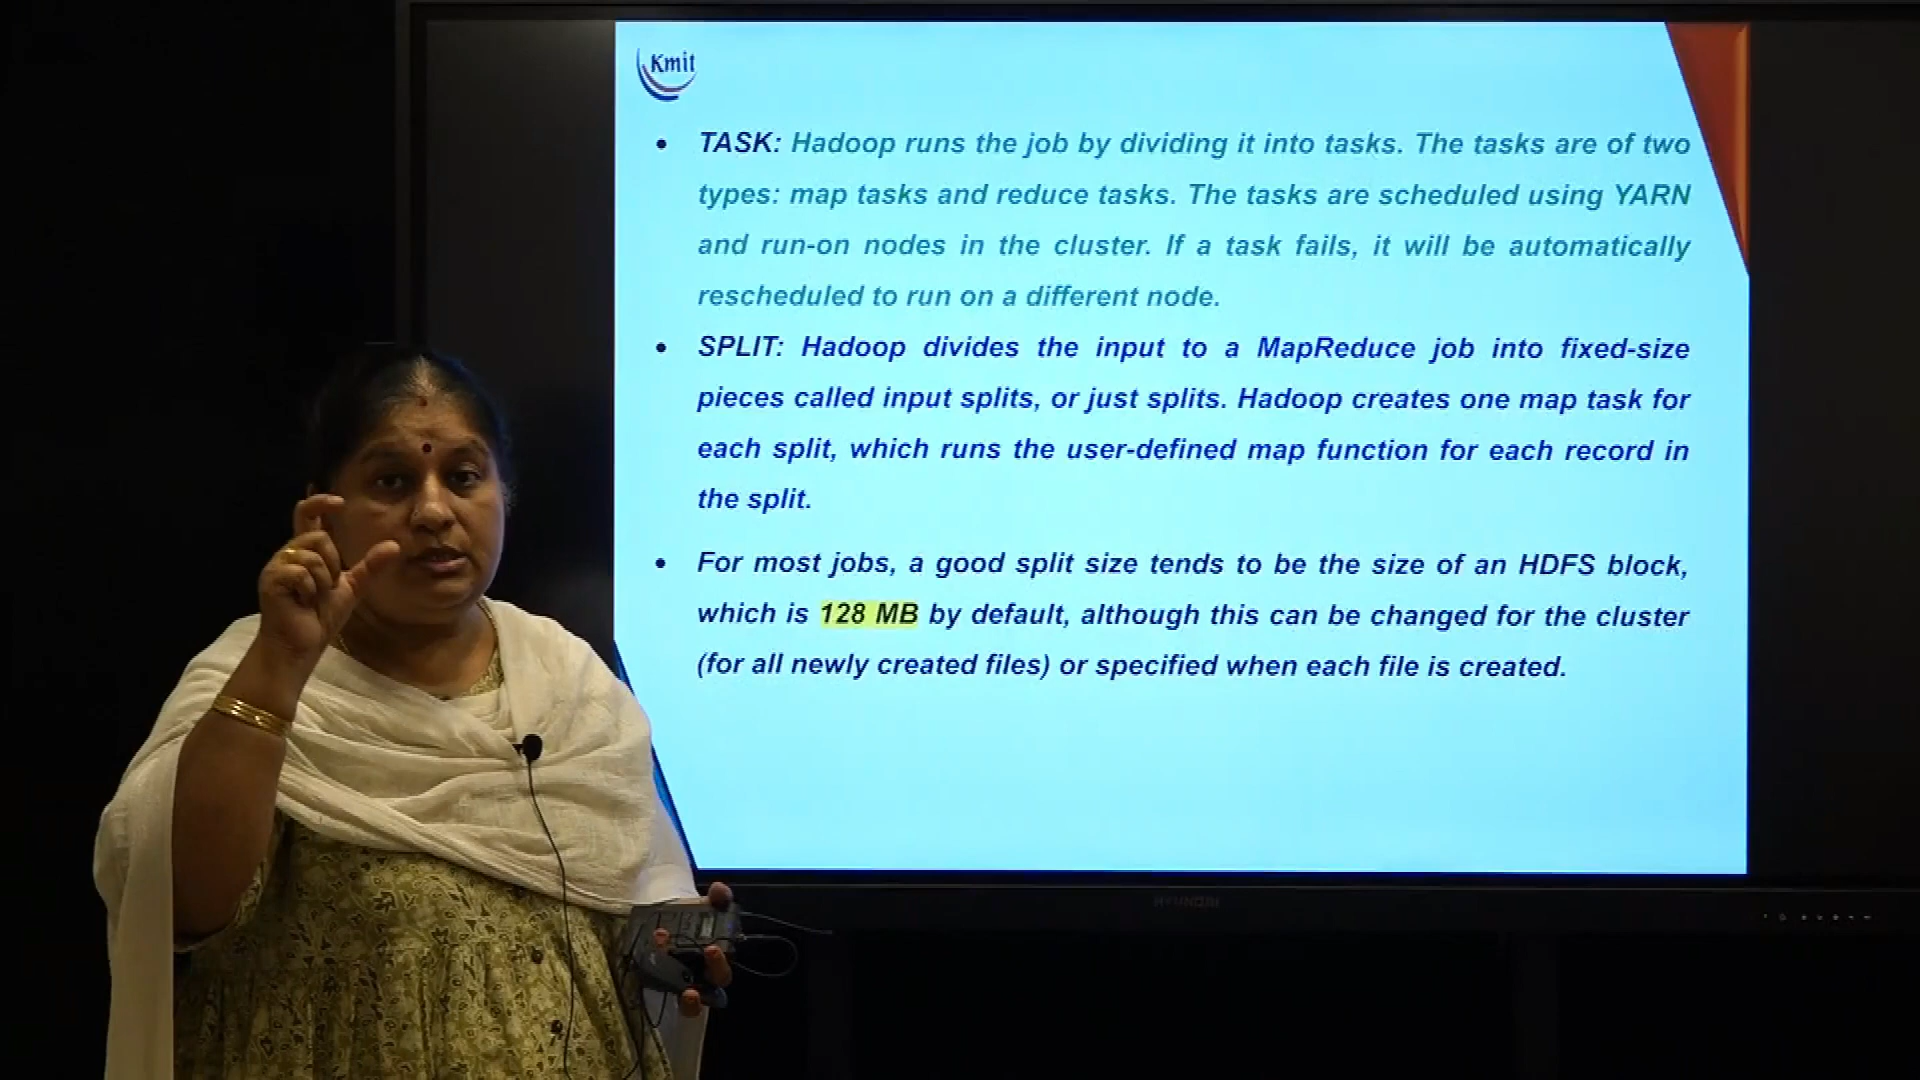 Kmit
• TASK: Hadoop runs the job by dividing it into tasks. The tasks are of two
types: map tasks and reduce tasks. The tasks are scheduled using YARN
and run-on nodes in the cluster. If a task fails, it will be automatically
rescheduled to run on a different node.
• SPLIT: Hadoop divides the input to a MapReduce job into fixed-size
pieces called input splits, or just splits. Hadoop creates one map task for
each split, which runs the user-defined map function for each record in
the split.
• For most jobs, a good split size tends to be the size of an HDFS block,
which is 128 MB by default, although this can be changed for the cluster
(for all newly created files) or specified when each file is created.
HYUNDAI